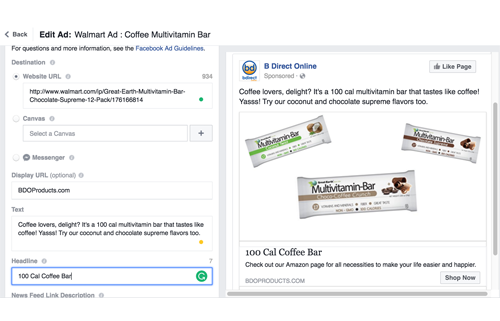 Back
Edit Ad: Walmart Ad : Coffee Multivitamin Bar
For questions and more information, see the Facebook Ad Guidelines.
Destination
Website URL
934
http://www.walmart.com/ip/Great-Earth-Multivitamin-Bar-
Chocolate-Supreme-12-Pack/176166814
Canvas
Select a Canvas
+
Messenger
Display URL (optional)
BDOProducts.com
Text
Coffee lovers, delight? It's a 100 cal multivitamin bar that tastes like
coffee! Yasss! Try our coconut and chocolate supreme flavors too.
Headline
7
100 Cal Coffee Bar
News Feed Link Description
B Direct Online
Sponsored
Like Page
Coffee lovers, delight? It's a 100 cal multivitamin bar that tastes like coffee!
Yasss! Try our coconut and chocolate supreme flavors too.
bd
Multivitamin-Bar
Multivitamin-Bar
Multivitamin-Bar
100 Cal Coffee Bar
Check out our Amazon page for all necessities to make your life easier and happier.
BDOPRODUCTS.COM
Shop Now